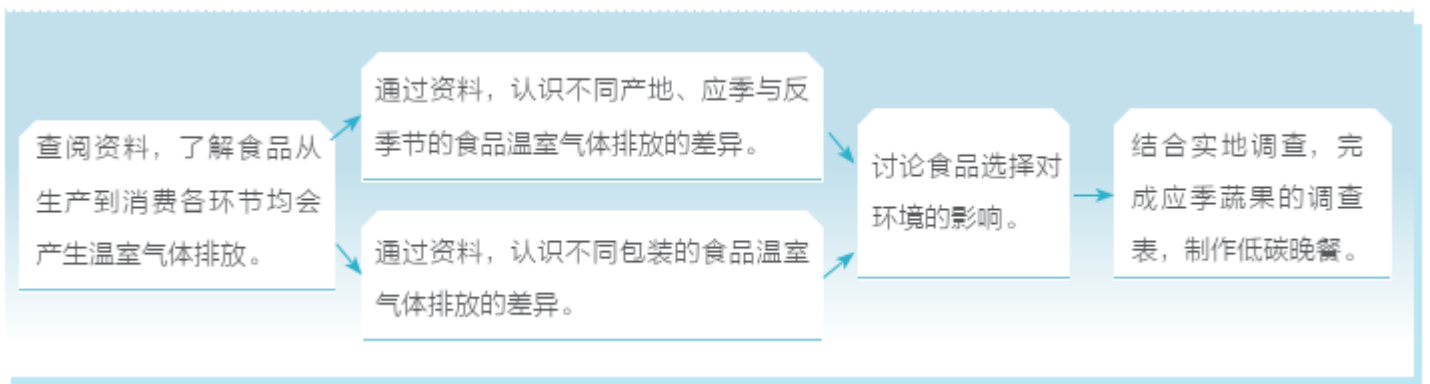 查阅资料，了解食品从
生产到消费各环节均会
产生温室气体排放。
通过资料，认识不同产地、应季与反
季节的食品温室气体排放的差异。
通过资料，认识不同包装的食品温室
气体排放的差异。
讨论食品选择对
环境的影响。
结合实地调查，完
成应季蔬果的调查
表，制作低碳晚餐。